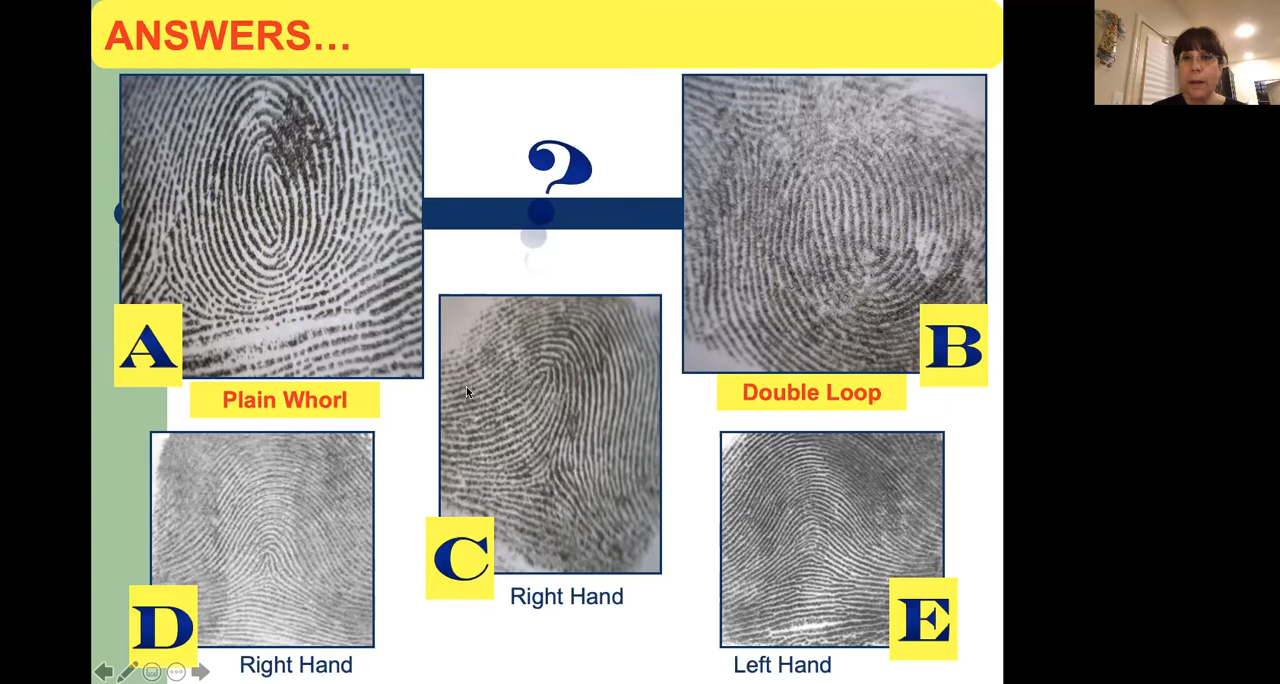 ANSWERS...
?
A
B
Plain Whorl
Double Loop
C
D
E
Right Hand
Right Hand
Left Hand